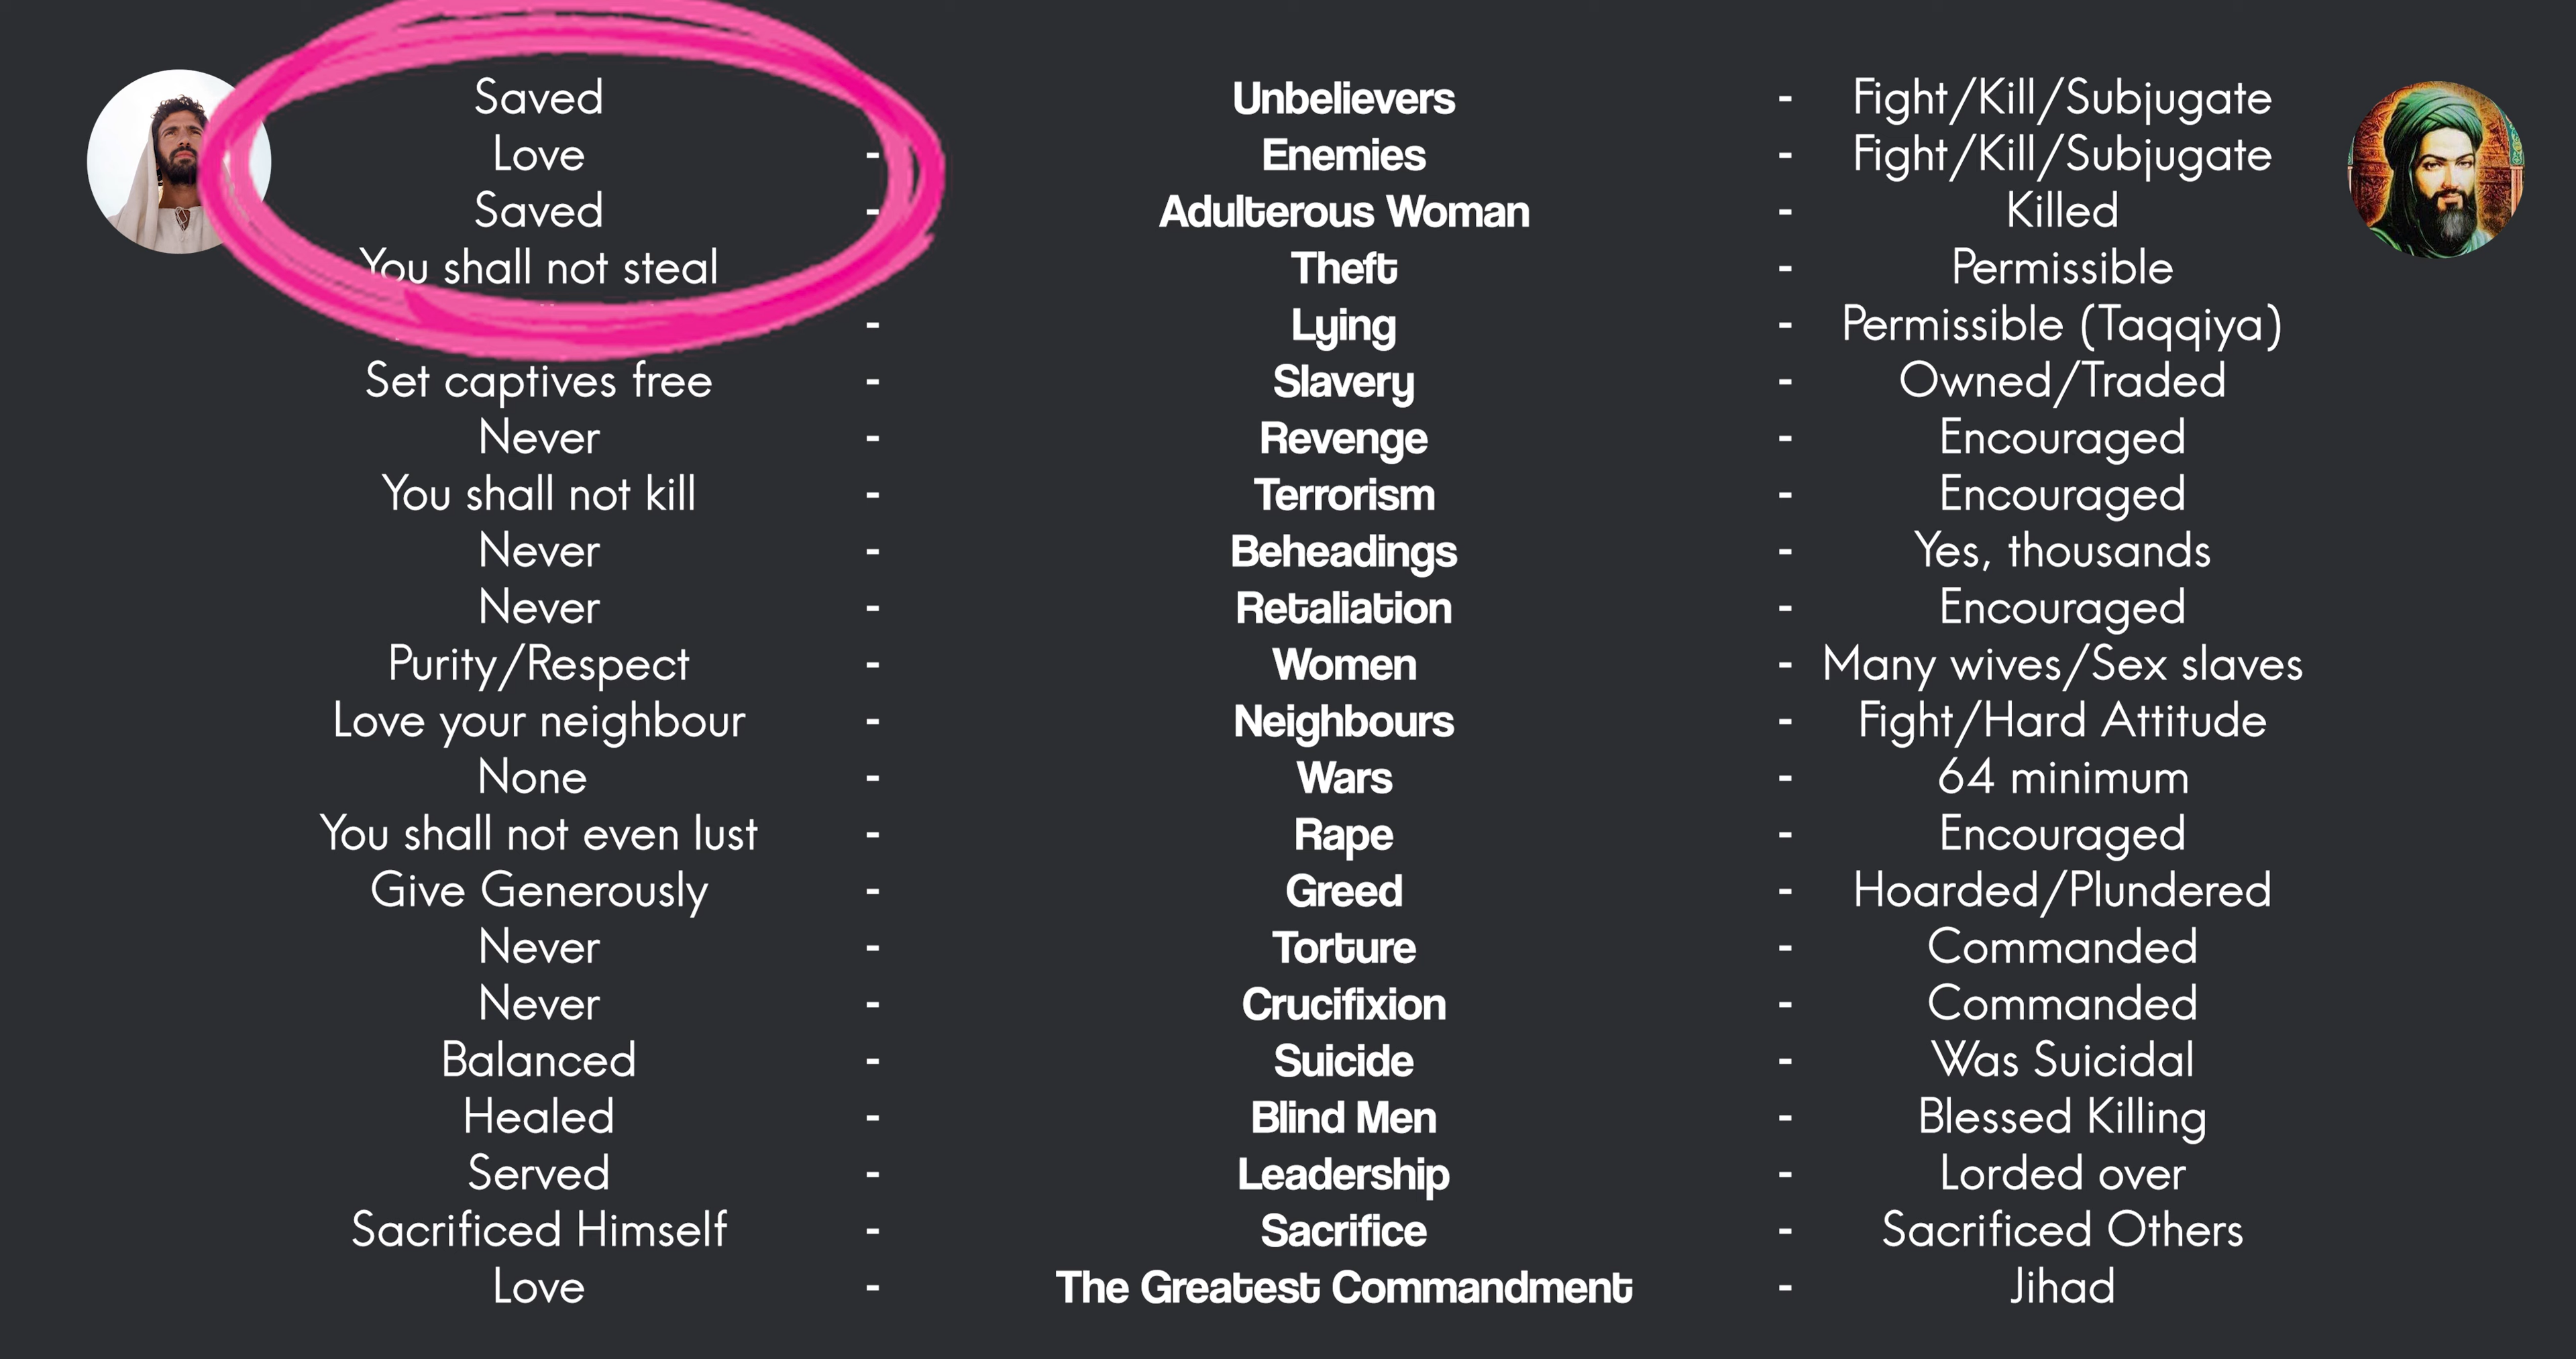 Saved Unbelievers - Fight/Kill/Subjugate
Love - Enemies - Fight/Kill/Subjugate
Saved - Adulterous Woman - Killed
You shall not steal Theft - Permissible
- Lying - Permissible (Taqqiya)
Set captives free - Slavery - Owned/Traded
Never - Revenge - Encouraged
You shall not kill - Terrorism - Encouraged
Never - Beheadings - Yes, thousands
Never - Retaliation - Encouraged
Purity/Respect - Women - Many wives/Sex slaves
Love your neighbour - Neighbours - Fight/Hard Attitude
None - Wars - 64 minimum
You shall not even lust - Rape - Encouraged
Give Generously - Greed - Hoarded/Plundered
Never - Torture - Commanded
Never - Crucifixion - Commanded
Balanced - Suicide - Was Suicidal
Healed - Blind Men - Blessed Killing
Served - Leadership - Lorded over
Sacrificed Himself - Sacrifice - Sacrificed Others
Love - The Greatest Commandment - Jihad